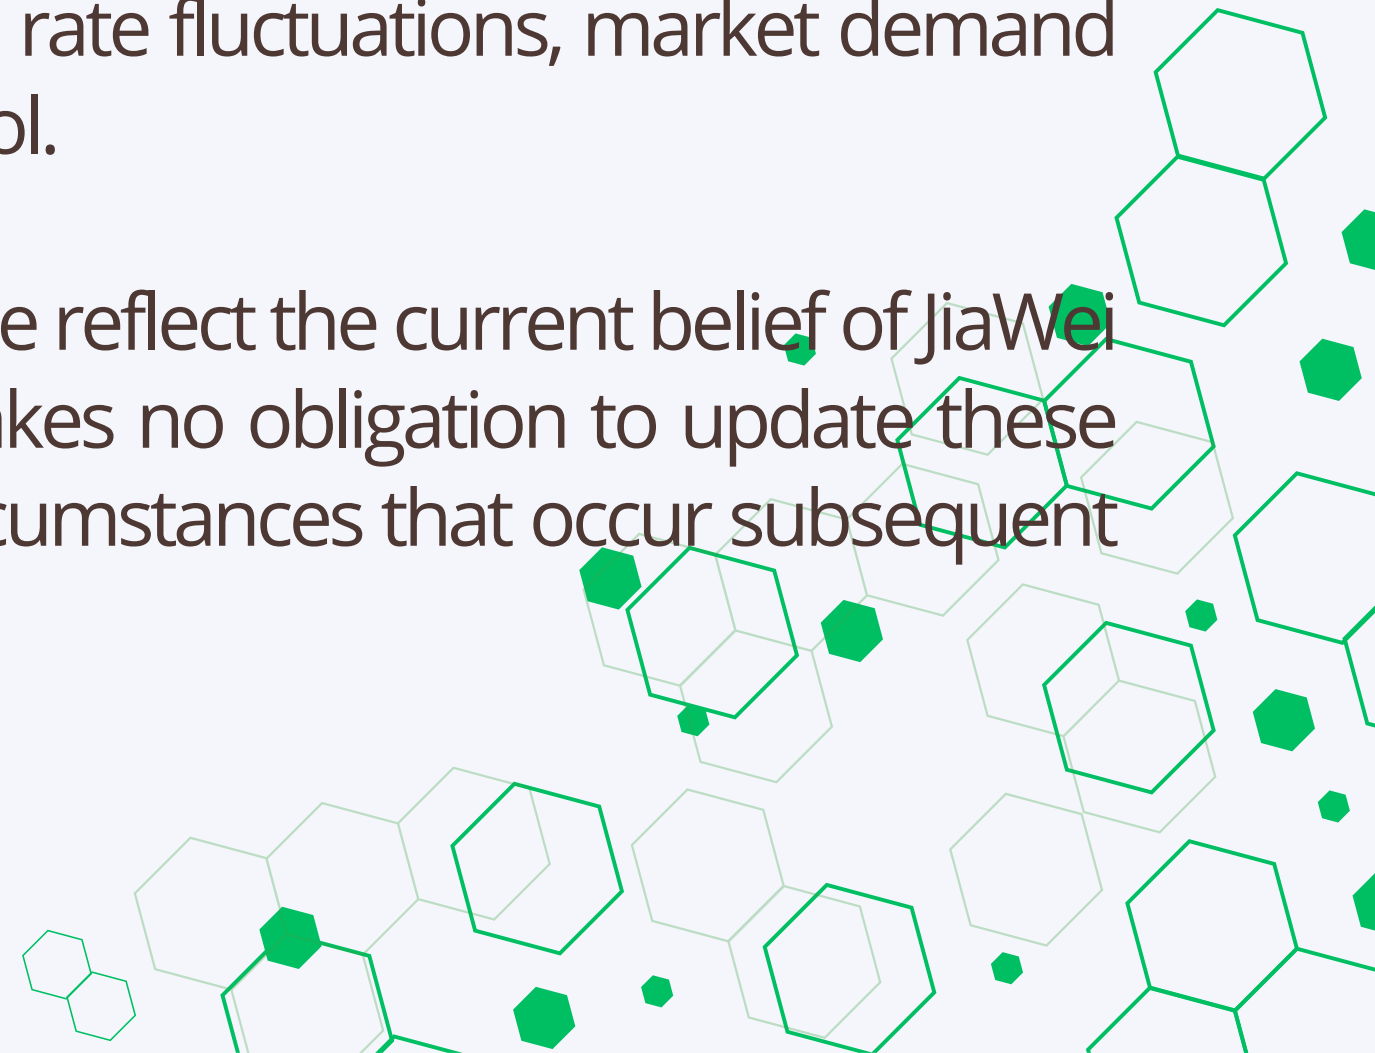 rate fluctuations, market demand
ol.
e reflect the current belief of JiaWei
akes no obligation to update these
cumstances that occur subsequent